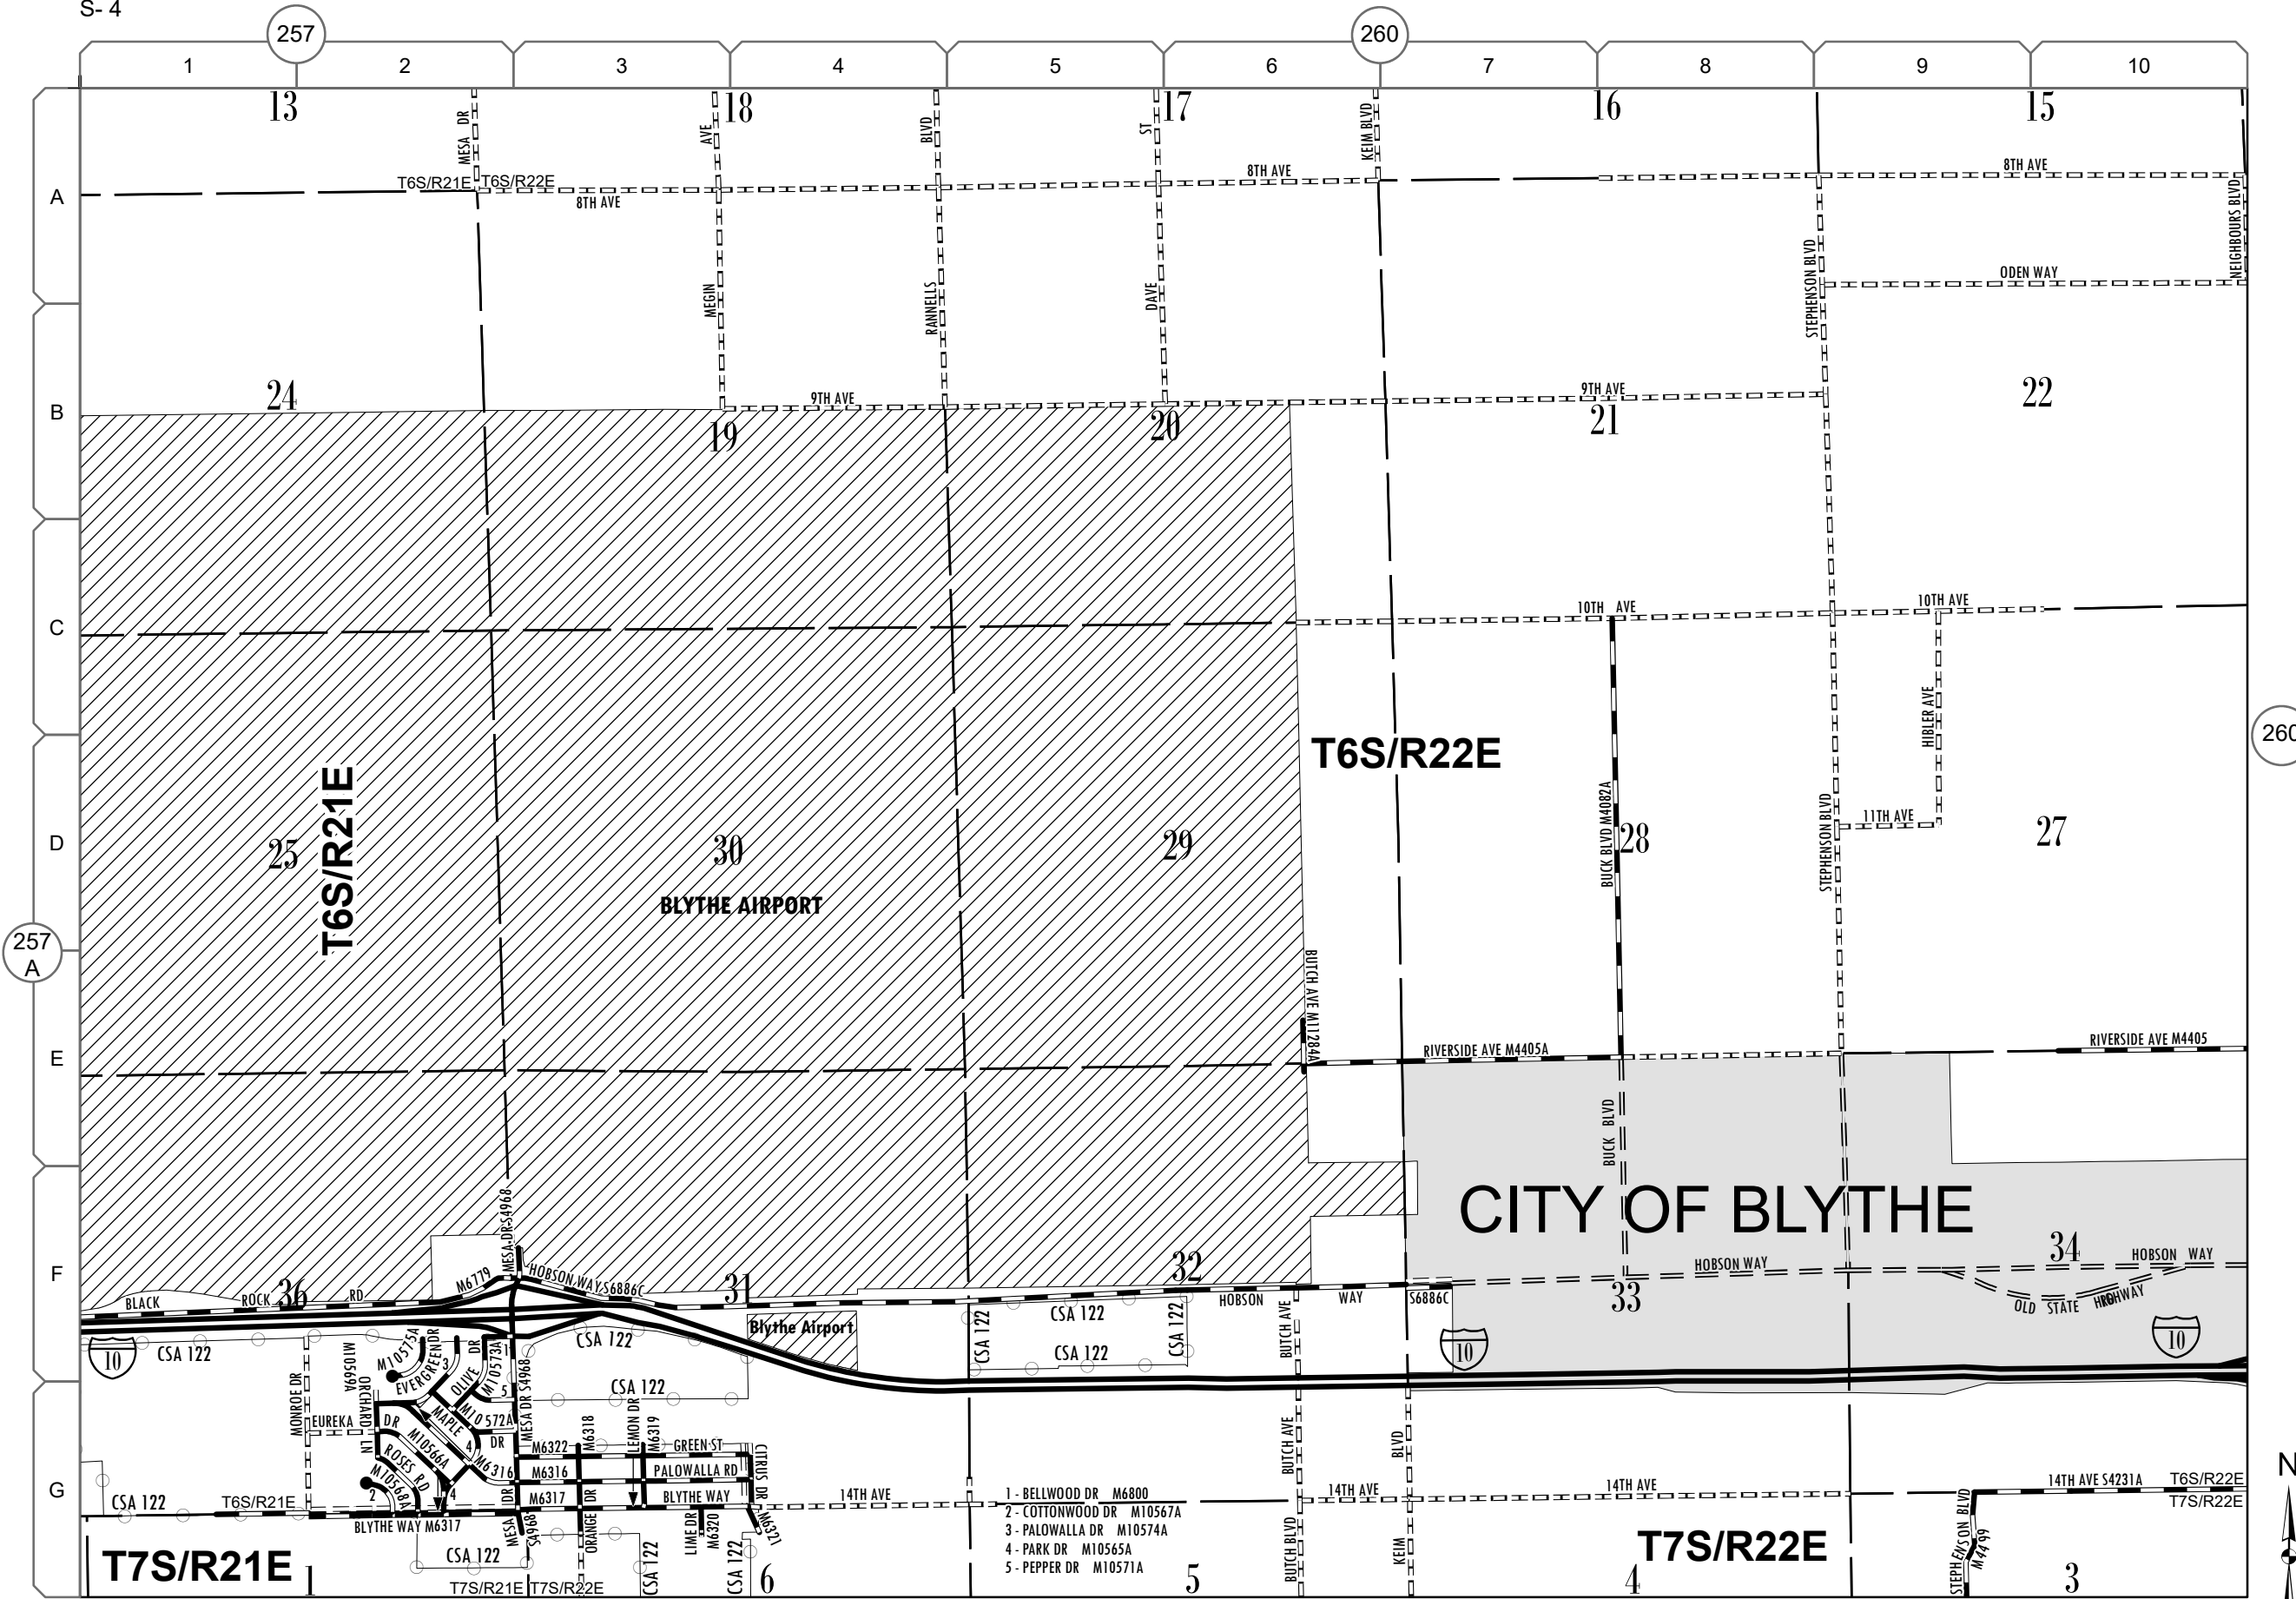 S- 4
257
260
1
2
3
4
5
6
7
8
9
10
13
18
17
16
15
MESA DR
AVE
BLVD
ST
KEIM BLVD
A
T6S/R21E
T6S/R22E
8TH AVE
8TH AVE
8TH AVE
NEIGHBOURS BLVD
MEGIN
RANNELLS
DAVE
STEPHENSON BLVD
ODEN WAY
B
24
19
9TH AVE
20
9TH AVE
21
22
C
10TH AVE
10TH AVE
HIBLER AVE
260
D
T6S/R21E
T6S/R22E
25
30
29
BUCK BLVD M4082A
28
STEPHENSON BLVD
11TH AVE
27
BLYTHE AIRPORT
257
A
BUTCH AVE M11284A
E
RIVERSIDE AVE M4405A
RIVERSIDE AVE M4405
BUCK BLVD
CITY OF BLYTHE
F
MESA DR S4968
M6779
HOBSON WAY S6886C
36
31
32
33
34
BLACK ROCK RD
HOBSON WAY
S6886C
HOBSON WAY
HOBSON WAY
OLD STATE HIGHWAY
10
CSA 122
CSA 122
Blythe Airport
CSA 122
CSA 122
CSA 122
CSA 122
BUTCH AVE
10
10
MONROE DR
M10569A
ORCHARD LN
M10575A
EVERGREEN DR
3
OLIVE DR
M10573A
1
5
MESA DR S4968
CSA 122
G
EUREKA
DR
MAPLE
M10572A
DR
4
M10566A
ROSES RD
M10568A
2
4
M6316
M6322
M6318
LEMON DR
M6319
GREEN ST
M6316
PALOWALLA RD
M6317
BLYTHE WAY
CITRUS DR
M6321
BUTCH AVE
BLVD
CSA 122
T6S/R21E
BLYTHE WAY M6317
MESA DR
S4968
ORANGE DR
LIME DR
M6320
14TH AVE
14TH AVE
14TH AVE
14TH AVE S4231A
T6S/R22E
T7S/R22E
1 - BELLWOOD DR M6800
2 - COTTONWOOD DR M10567A
3 - PALOWALLA DR M10574A
4 - PARK DR M10565A
5 - PEPPER DR M10571A
CSA 122
CSA 122
CSA 122
T7S/R21E
1
T7S/R21E
T7S/R22E
6
5
BUTCH BLVD
KEIM
T7S/R22E
4
STEPHENSON BLVD
M4499
3
N